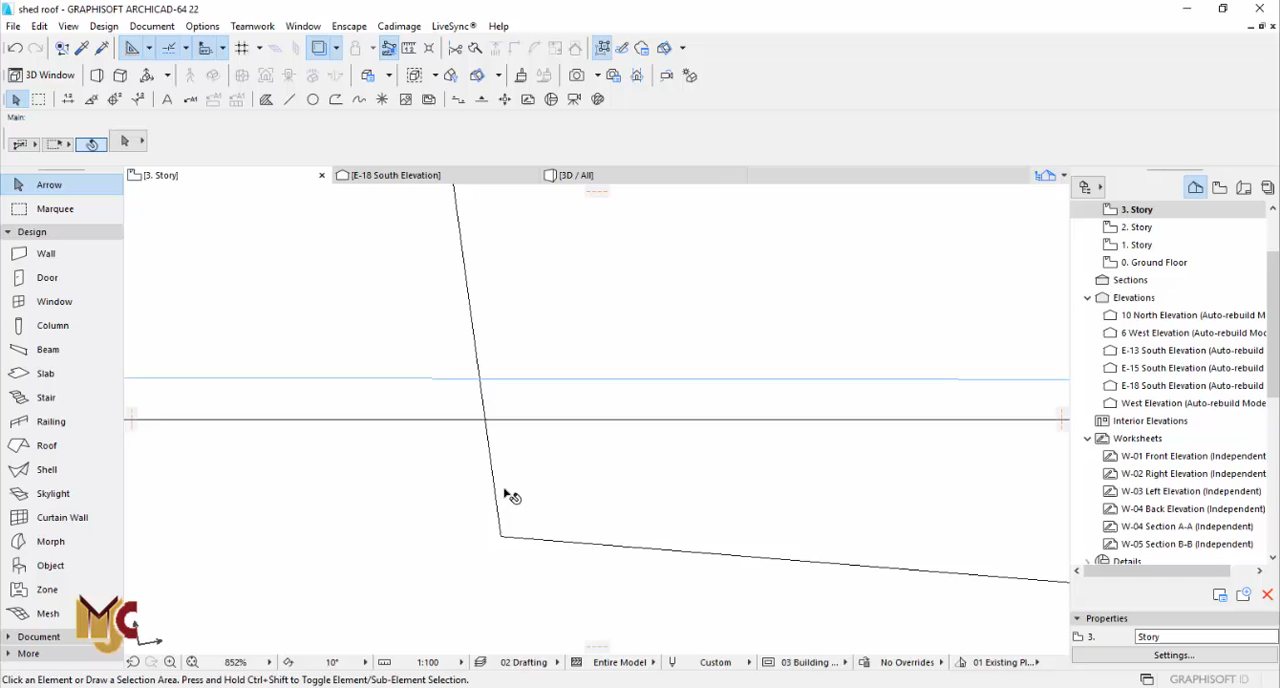 shed roof - GRAPHISOFT ARCHICAD-64 22
File Edit View Design Document Options Teamwork Window Enscape Cadimage LiveSync® Help
3D Window
Main:
[3. Story]
[E-18 South Elevation]
[3D / All]
Arrow
Marquee
Design
Wall
Door
Window
Column
Beam
Slab
Stair
Railing
Roof
Shell
Skylight
Curtain Wall
Morph
Object
Zone
Mesh
Document
More
MJC
3. Story
2. Story
1. Story
0. Ground Floor
Sections
Elevations
10 North Elevation (Auto-rebuild M
6 West Elevation (Auto-rebuild Moc
E-13 South Elevation (Auto-rebuild
E-15 South Elevation (Auto-rebuild
E-18 South Elevation (Auto-rebuild
West Elevation (Auto-rebuild Mode
Interior Elevations
Worksheets
W-01 Front Elevation (Independent
W-02 Right Elevation (Independent
W-03 Left Elevation (Independent)
W-04 Back Elevation (Independent)
W-04 Section A-A (Independent)
W-05 Section B-B (Independent)
Details
Properties
3. Story
Settings...
852% 10° 1:100 02 Drafting Entire Model Custom 03 Building ... No Overrides 01 Existing Pl...
Click an Element or Draw a Selection Area. Press and Hold Ctrl+Shift to Toggle Element/Sub-Element Selection.
GRAPHISOFT ID